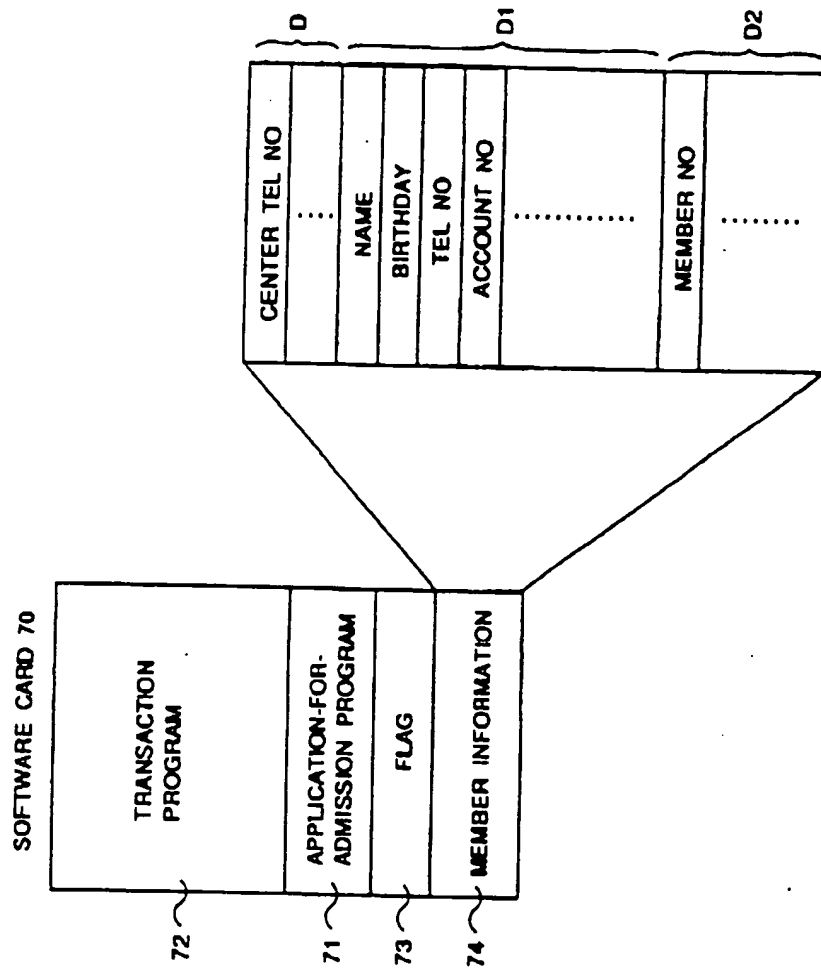 SOFTWARE CARD 70
72
TRANSACTION
PROGRAM
71
APPLICATION-FOR-
ADMISSION PROGRAM
73
FLAG
74
MEMBER INFORMATION
CENTER TEL NO
......
NAME
BIRTHDAY
TEL NO
ACCOUNT NO
..............
MEMBER NO
.........
D
D1
D2